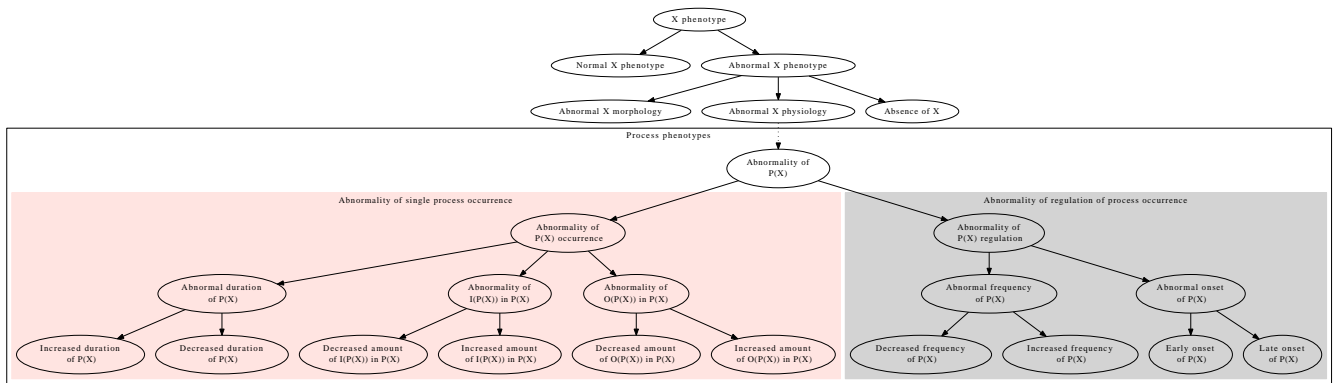 X phenotype
Normal X phenotype
Abnormal X phenotype
Abnormal X morphology
Abnormal X physiology
Absence of X
Process phenotypes
Abnormality of
P(X)
Abnormality of single process occurrence
Abnormality of regulation of process occurrence
Abnormality of
P(X) occurrence
Abnormality of
P(X) regulation
Abnormal duration
of P(X)
Abnormality of
I(P(X)) in P(X)
Abnormality of
O(P(X)) in P(X)
Abnormal frequency
of P(X)
Abnormal onset
of P(X)
Increased duration
of P(X)
Decreased duration
of P(X)
Decreased amount
of I(P(X)) in P(X)
Increased amount
of I(P(X)) in P(X)
Decreased amount
of O(P(X)) in P(X)
Increased amount
of O(P(X)) in P(X)
Decreased frequency
of P(X)
Increased frequency
of P(X)
Early onset
of P(X)
Late onset
of P(X)